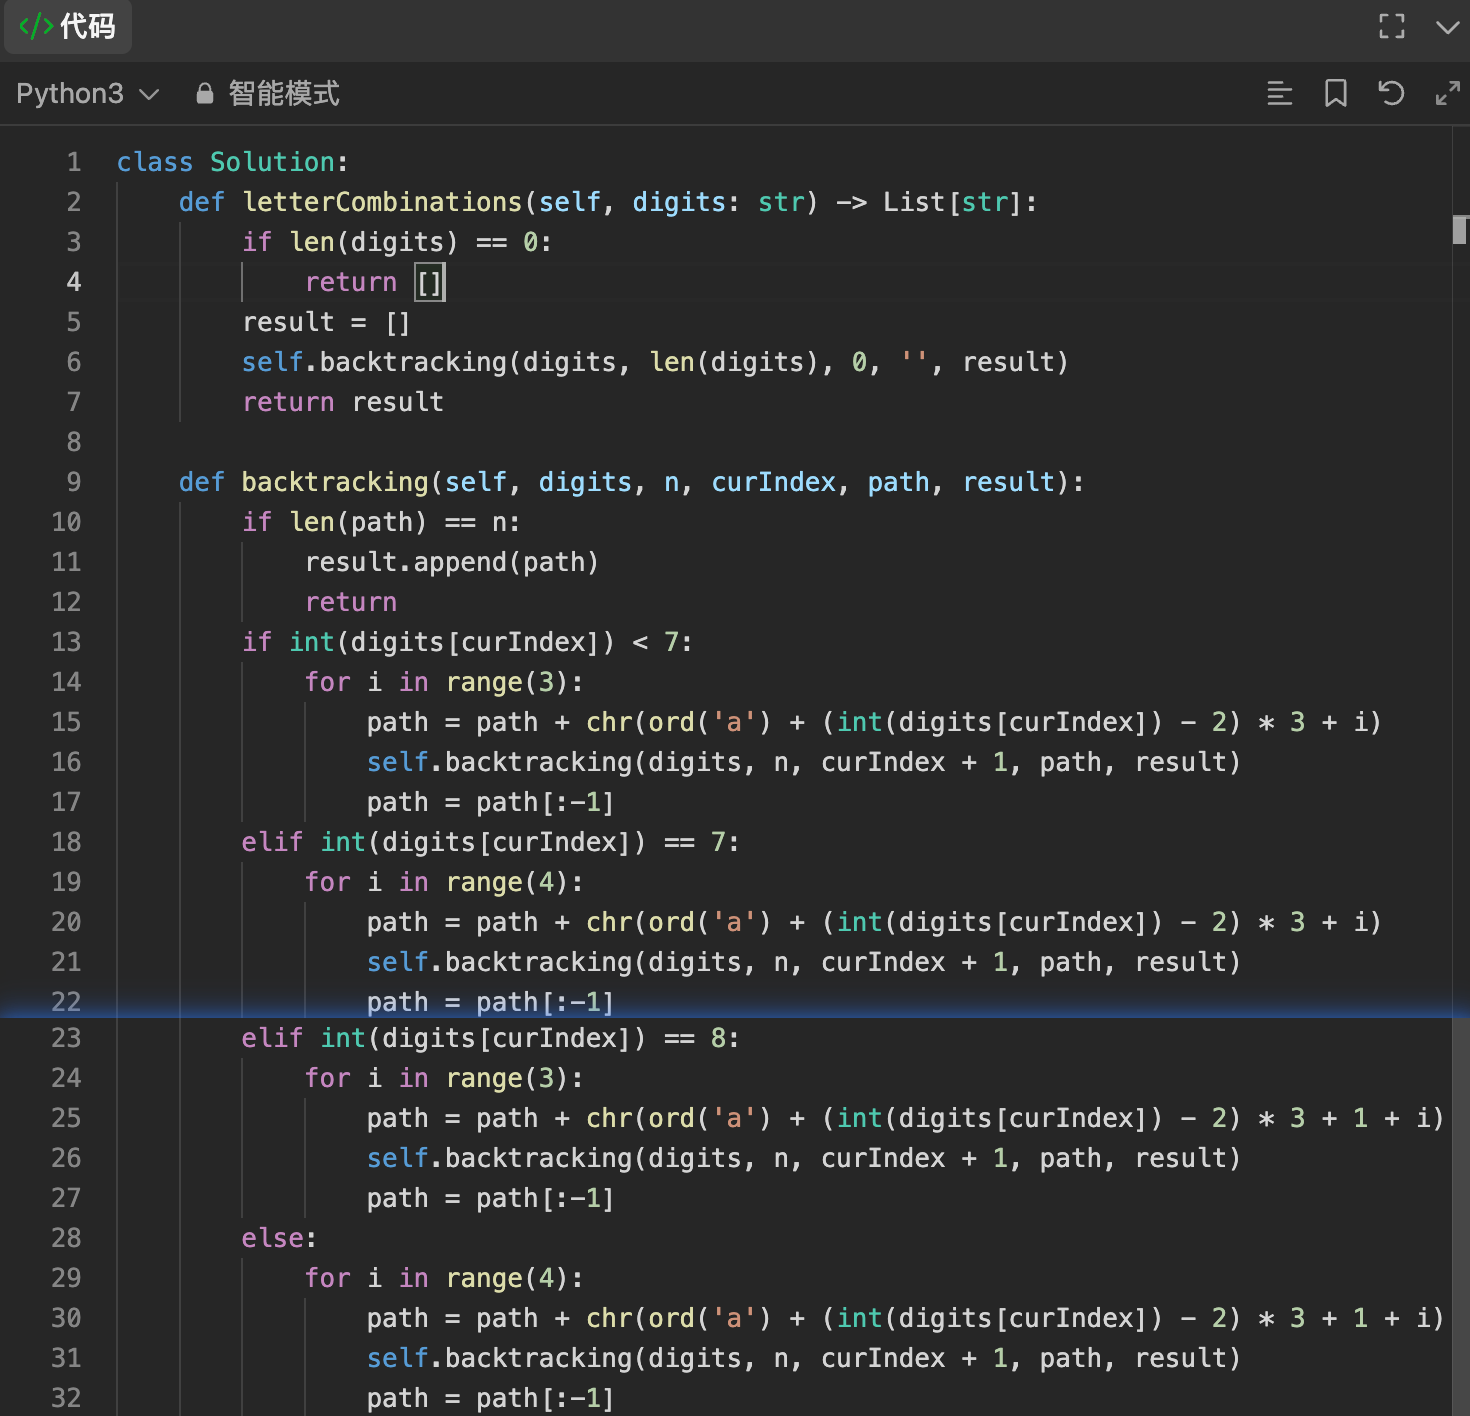 </> 代码
Python3 智能模式
1 class Solution:
2     def letterCombinations(self, digits: str) -> List[str]:
3         if len(digits) == 0:
4             return []
5         result = []
6         self.backtracking(digits, len(digits), 0, '', result)
7         return result
8
9     def backtracking(self, digits, n, curIndex, path, result):
10         if len(path) == n:
11             result.append(path)
12             return
13         if int(digits[curIndex]) < 7:
14             for i in range(3):
15                 path = path + chr(ord('a') + (int(digits[curIndex]) - 2) * 3 + i)
16                 self.backtracking(digits, n, curIndex + 1, path, result)
17                 path = path[:-1]
18         elif int(digits[curIndex]) == 7:
19             for i in range(4):
20                 path = path + chr(ord('a') + (int(digits[curIndex]) - 2) * 3 + i)
21                 self.backtracking(digits, n, curIndex + 1, path, result)
22                 path = path[:-1]
23         elif int(digits[curIndex]) == 8:
24             for i in range(3):
25                 path = path + chr(ord('a') + (int(digits[curIndex]) - 2) * 3 + 1 + i)
26                 self.backtracking(digits, n, curIndex + 1, path, result)
27                 path = path[:-1]
28         else:
29             for i in range(4):
30                 path = path + chr(ord('a') + (int(digits[curIndex]) - 2) * 3 + 1 + i)
31                 self.backtracking(digits, n, curIndex + 1, path, result)
32                 path = path[:-1]